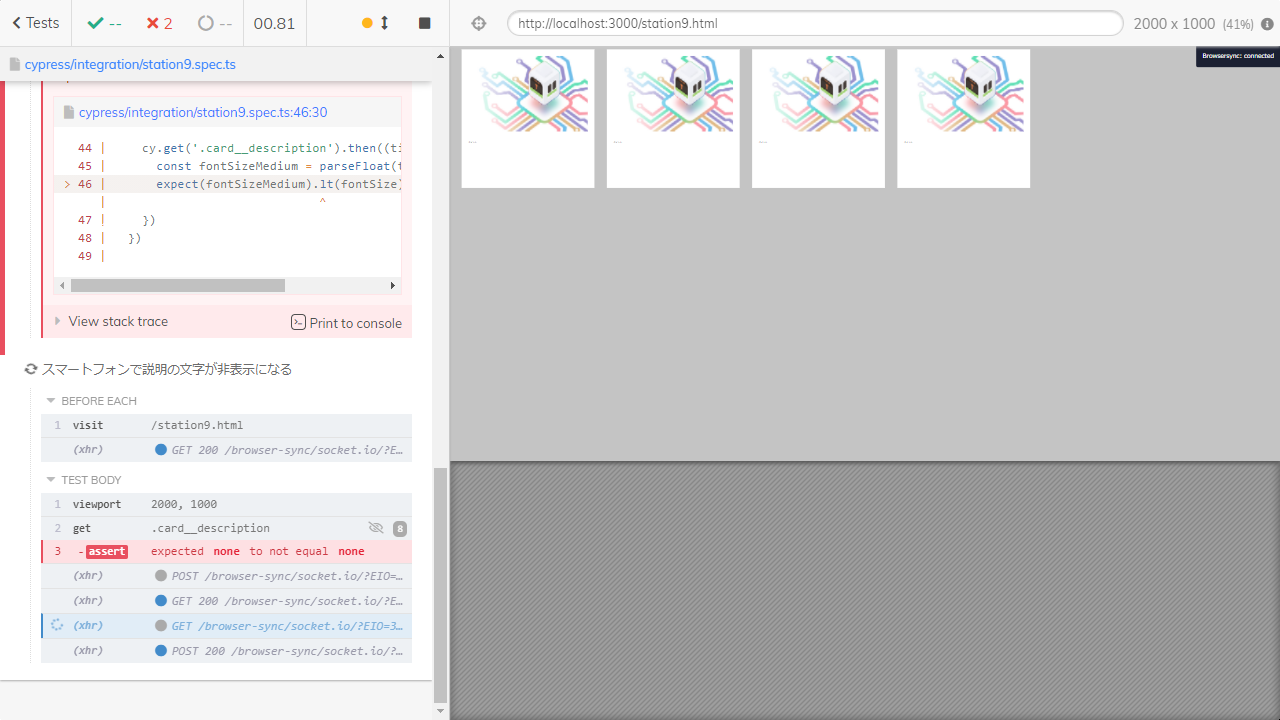 Tests
--
2
--
00.81
http://localhost:3000/station9.html
2000 x 1000 (41%)
cypress/integration/station9.spec.ts
Browsersync: connected
cypress/integration/station9.spec.ts:46:30
44 | cy.get('.card__description').then((ti
45 | const fontSizeMedium = parseFloat(t
> 46 | expect(fontSizeMedium).lt(fontSize)
| ^
47 | })
48 | })
49 |
View stack trace
Print to console
スマートフォンで説明の文字が非表示になる
BEFORE EACH
1 visit /station9.html
(xhr) GET 200 /browser-sync/socket.io/?E…
TEST BODY
1 viewport 2000, 1000
2 get .card__description 8
3 -assert expected none to not equal none
(xhr) POST /browser-sync/socket.io/?EIO=…
(xhr) GET 200 /browser-sync/socket.io/?E…
(xhr) GET /browser-sync/socket.io/?EIO=3…
(xhr) POST 200 /browser-sync/socket.io/?…